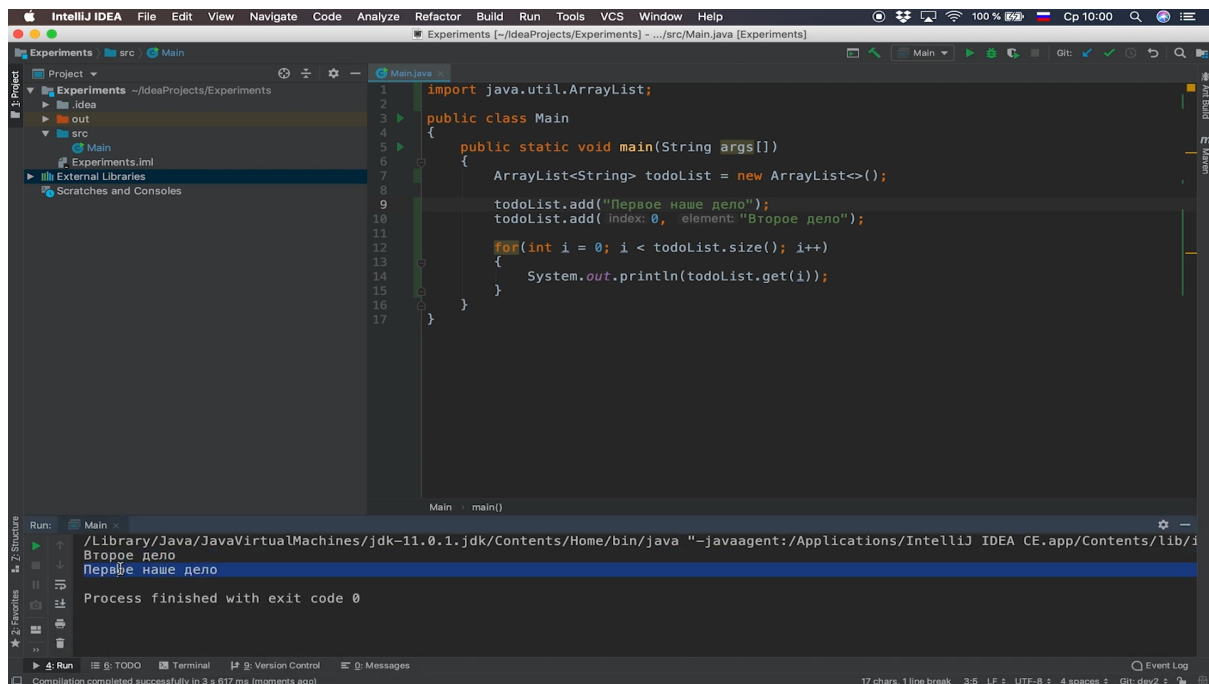 IntelliJ IDEA File Edit View Navigate Code Analyze Refactor Build Run Tools VCS Window Help 100 % Ср 10:00
Experiments [~/IdeaProjects/Experiments] - .../src/Main.java [Experiments]
Experiments src Main Main Git:
1: Project
Project
Main.java
Experiments ~/IdeaProjects/Experiments
.idea
out
src
Main
Experiments.iml
External Libraries
Scratches and Consoles
1 import java.util.ArrayList;
2
3 public class Main
4 {
5 public static void main(String args[])
6 {
7 ArrayList<String> todoList = new ArrayList<>();
8
9 todoList.add("Первое наше дело");
10 todoList.add( index: 0, element: "Второе дело");
11
12 for(int i = 0; i < todoList.size(); i++)
13 {
14 System.out.println(todoList.get(i));
15 }
16 }
17 }
Ant Build
Maven
Main main()
Run: Main
/Library/Java/JavaVirtualMachines/jdk-11.0.1.jdk/Contents/Home/bin/java "-javaagent:/Applications/IntelliJ IDEA CE.app/Contents/lib/i
Второе дело
Первое наше дело
Process finished with exit code 0
7: Structure
2: Favorites
4: Run 6: TODO Terminal 9: Version Control 0: Messages Event Log
Compilation completed successfully in 3 s 617 ms (moments ago) 17 chars, 1 line break 3:5 LF UTF-8 4 spaces Git: dev2